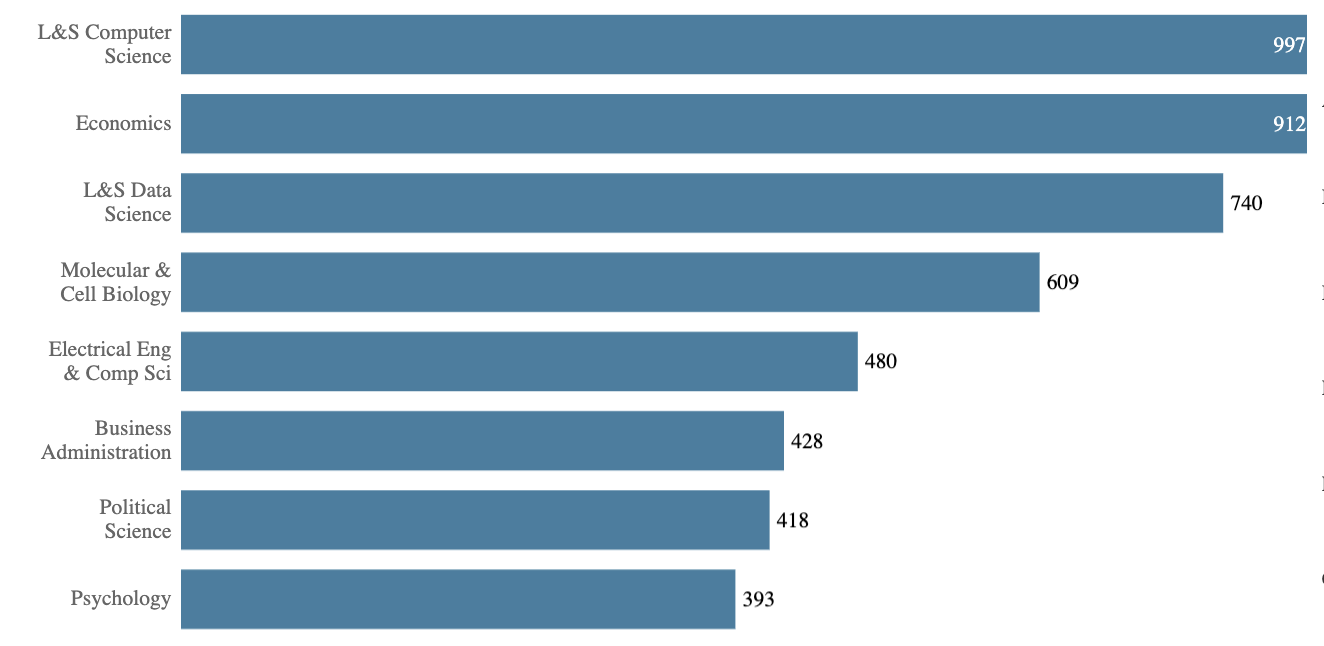 L&S Computer
Science
997
Economics
912
L&S Data
Science
740
Molecular &
Cell Biology
609
Electrical Eng
& Comp Sci
480
Business
Administration
428
Political
Science
418
Psychology
393